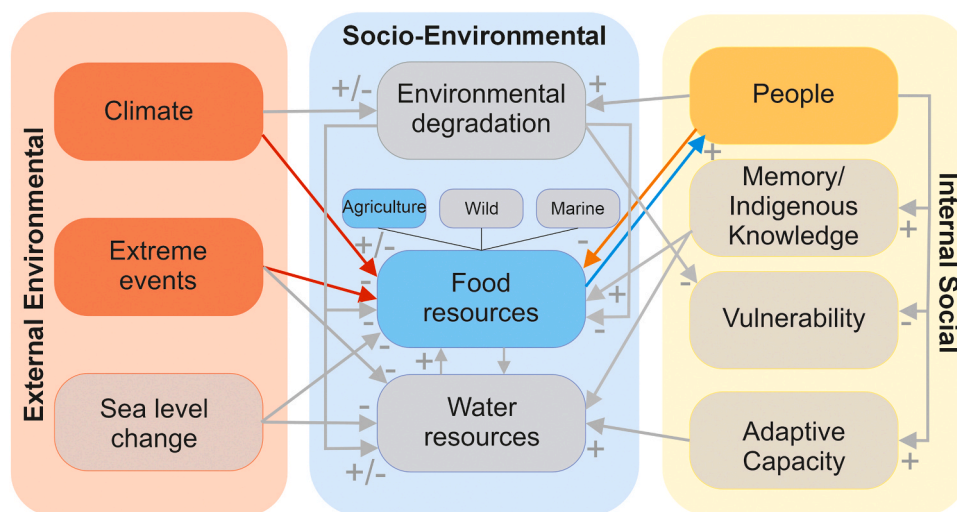 External Environmental
Climate
Extreme
events
Sea level
change
Socio-Environmental
+/-
+
Environmental
degradation
Agriculture
Wild
Marine
+/-
-
-
-
-
-
+
-
Food
resources
+
-
-
+/-
+
Water
resources
Internal Social
People
+
Memory/
Indigenous
Knowledge
+
-
Vulnerability
-
Adaptive
Capacity
+